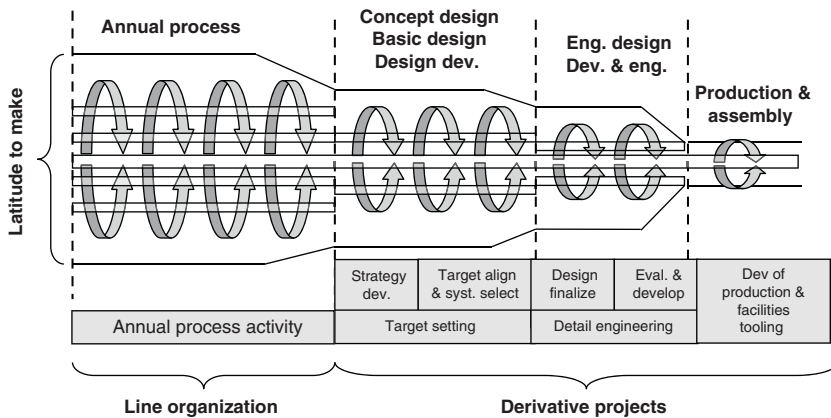 Annual process
Concept design
Basic design
Design dev.
Eng. design
Dev. & eng.
Production &
assembly
Latitude to make
Strategy
dev.
Target align
& syst. select
Design
finalize
Eval. &
develop
Dev of
production &
facilities
tooling
Annual process activity
Target setting
Detail engineering
Line organization
Derivative projects